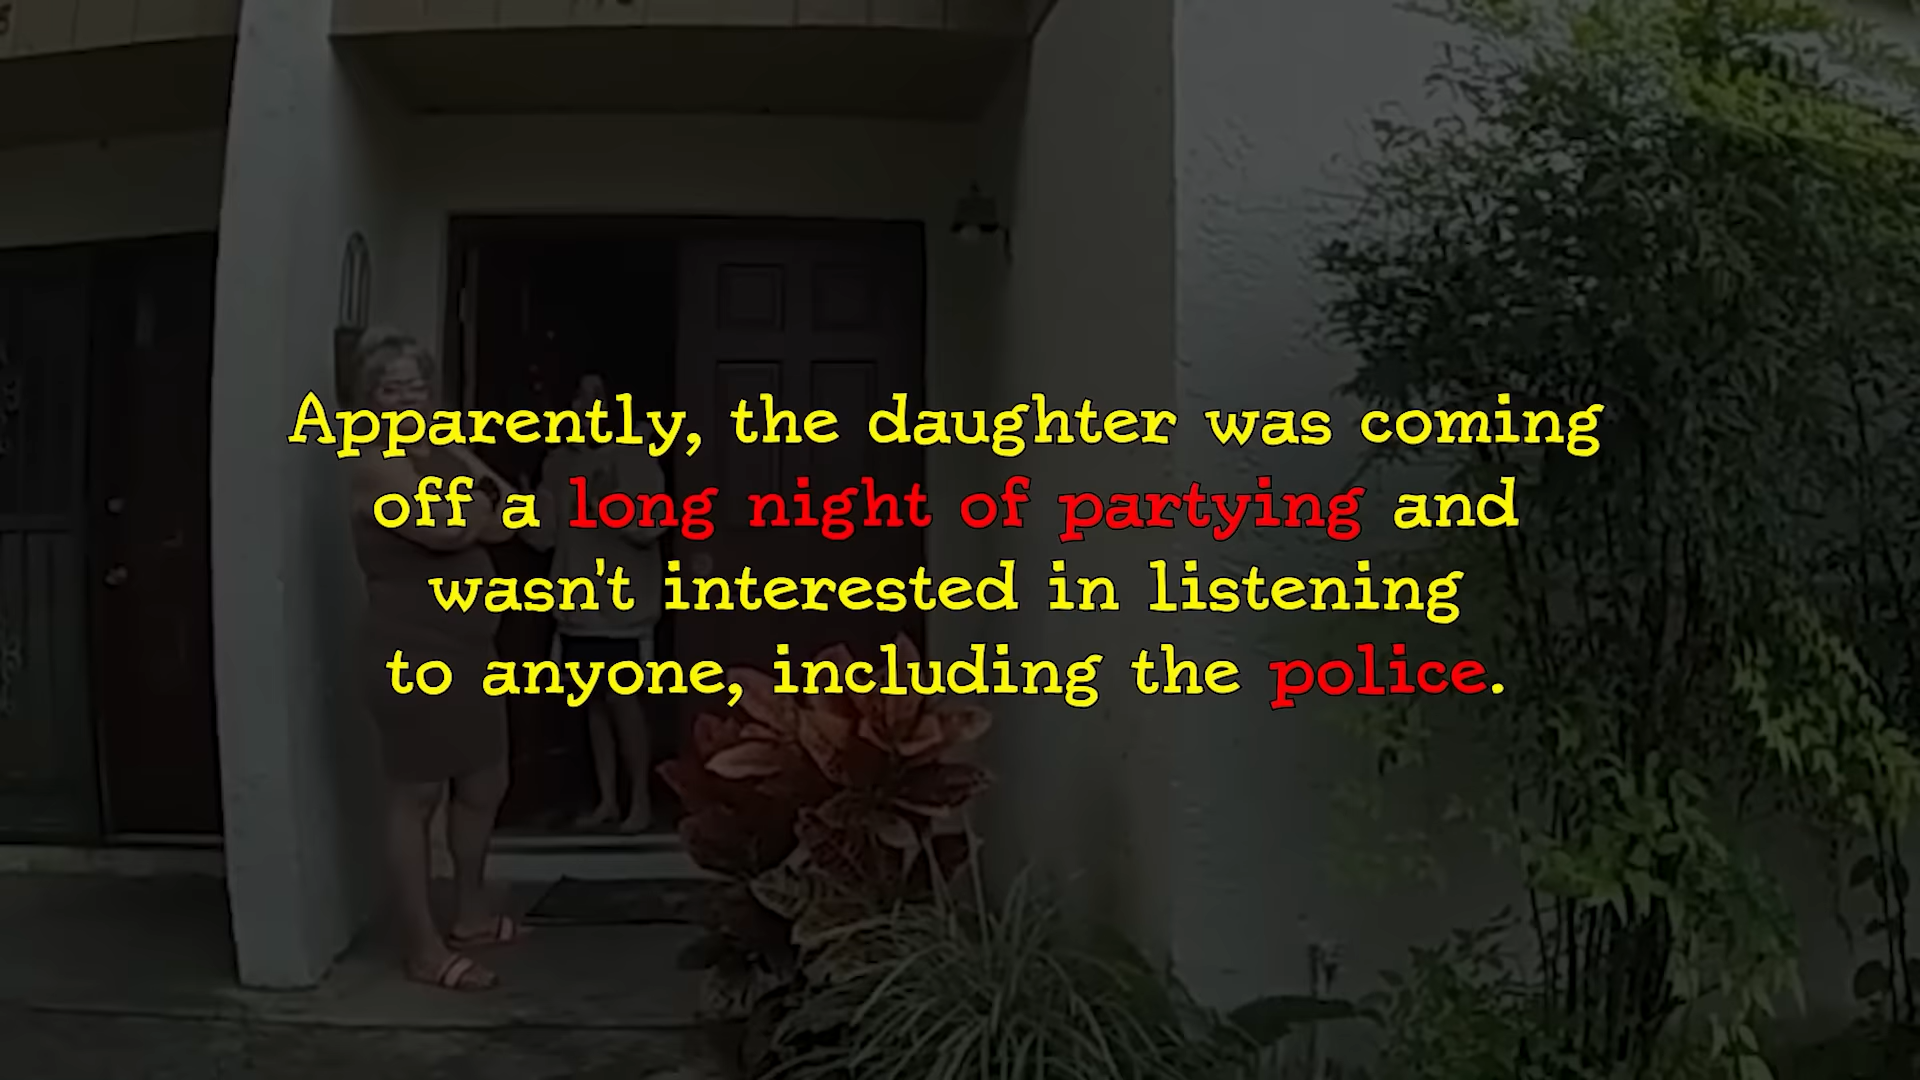 Apparently, the daughter was coming
off a long night of partying and
wasn't interested in listening
to anyone, including the police.